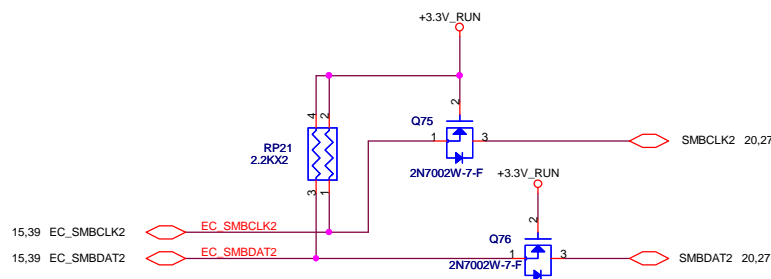 +3.3V_RUN
4
2
2
Q75
RP21
2.2KX2
1
3
SMBCLK2 20,27
2N7002W-7-F
+3.3V_RUN
3
1
2
15,39 EC_SMBCLK2
EC_SMBCLK2
Q76
15,39 EC_SMBDAT2
EC_SMBDAT2
1
3
SMBDAT2 20,27
2N7002W-7-F